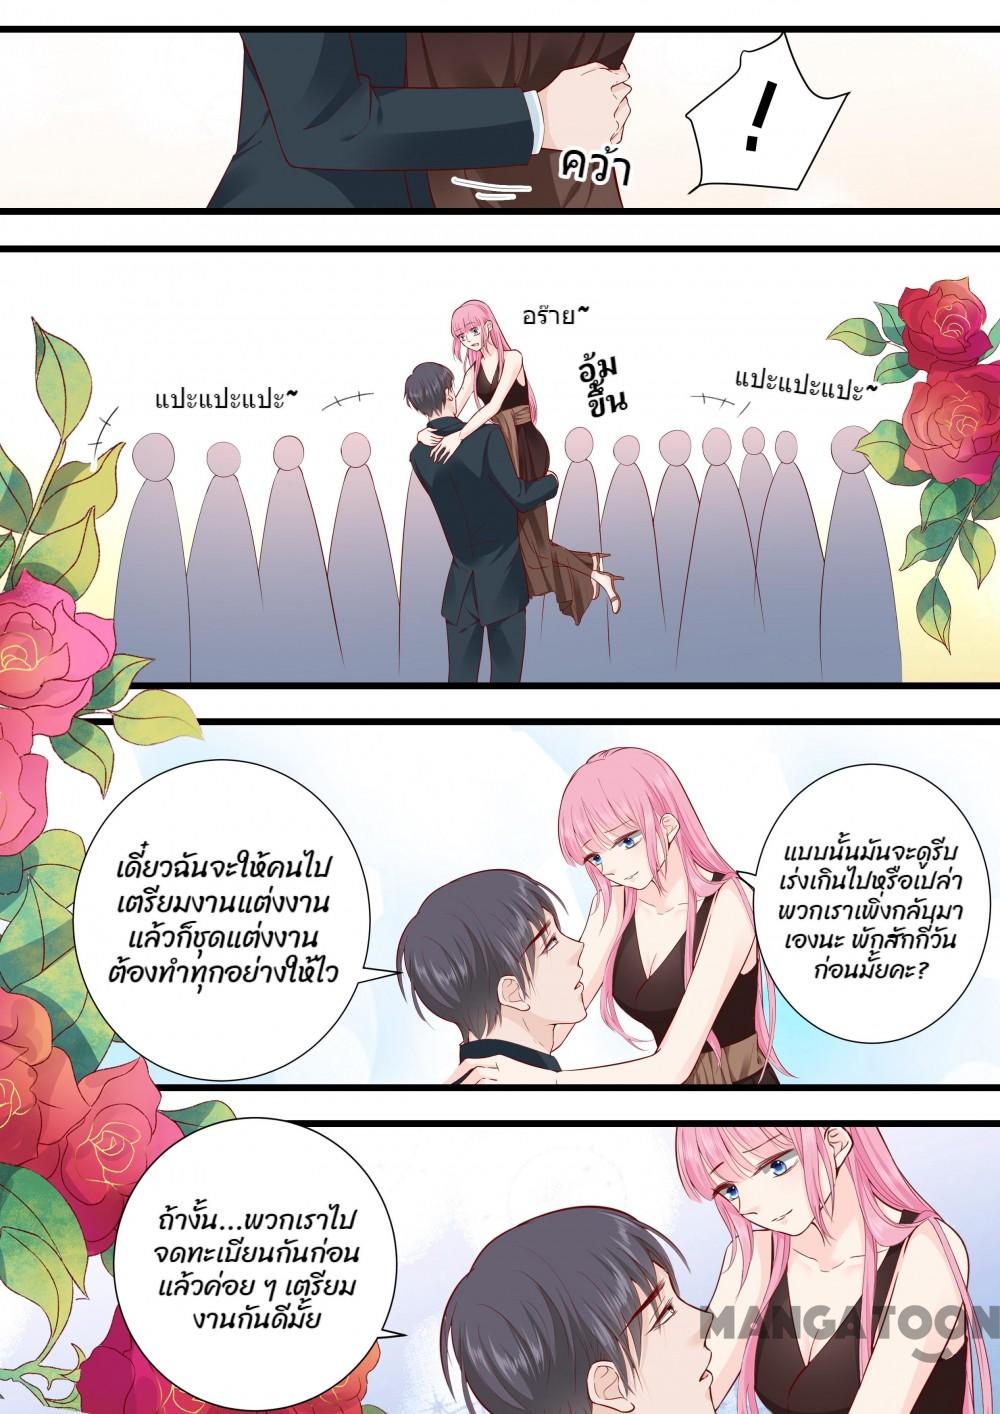 !
คว้า
อร๊าย~
อุ้ม
ขึ้น
แปะแปะแปะ~
แปะแปะแปะ~
เดี๋ยวฉันจะให้คนไป
เตรียมงานแต่งงาน
แล้วก็ชุดแต่งงาน
ต้องทำทุกอย่างให้ไว
แบบนั้นมันจะดูรีบ
เร่งเกินไปหรือเปล่า
พวกเราเพิ่งกลับมา
เองนะ พักสักกี่วัน
ก่อนมั้ยคะ?
ถ้างั้น...พวกเราไป
จดทะเบียนกันก่อน
แล้วค่อย ๆ เตรียม
งานกันดีมั้ย
MANGATOON